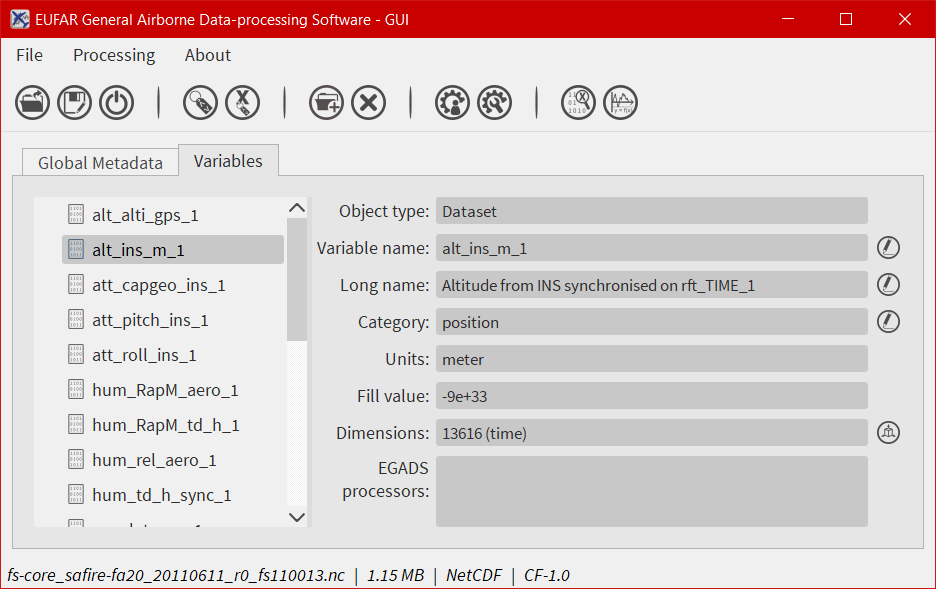 EUFAR General Airborne Data-processing Software - GUI
File Processing About
Global Metadata Variables
alt_alti_gps_1
alt_ins_m_1
att_capgeo_ins_1
att_pitch_ins_1
att_roll_ins_1
hum_RapM_aero_1
hum_RapM_td_h_1
hum_rel_aero_1
hum_td_h_sync_1
Object type: Dataset
Variable name: alt_ins_m_1
Long name: Altitude from INS synchronised on rft_TIME_1
Category: position
Units: meter
Fill value: -9e+33
Dimensions: 13616 (time)
EGADS
processors:
fs-core_safire-fa20_20110611_r0_fs110013.nc | 1.15 MB | NetCDF | CF-1.0